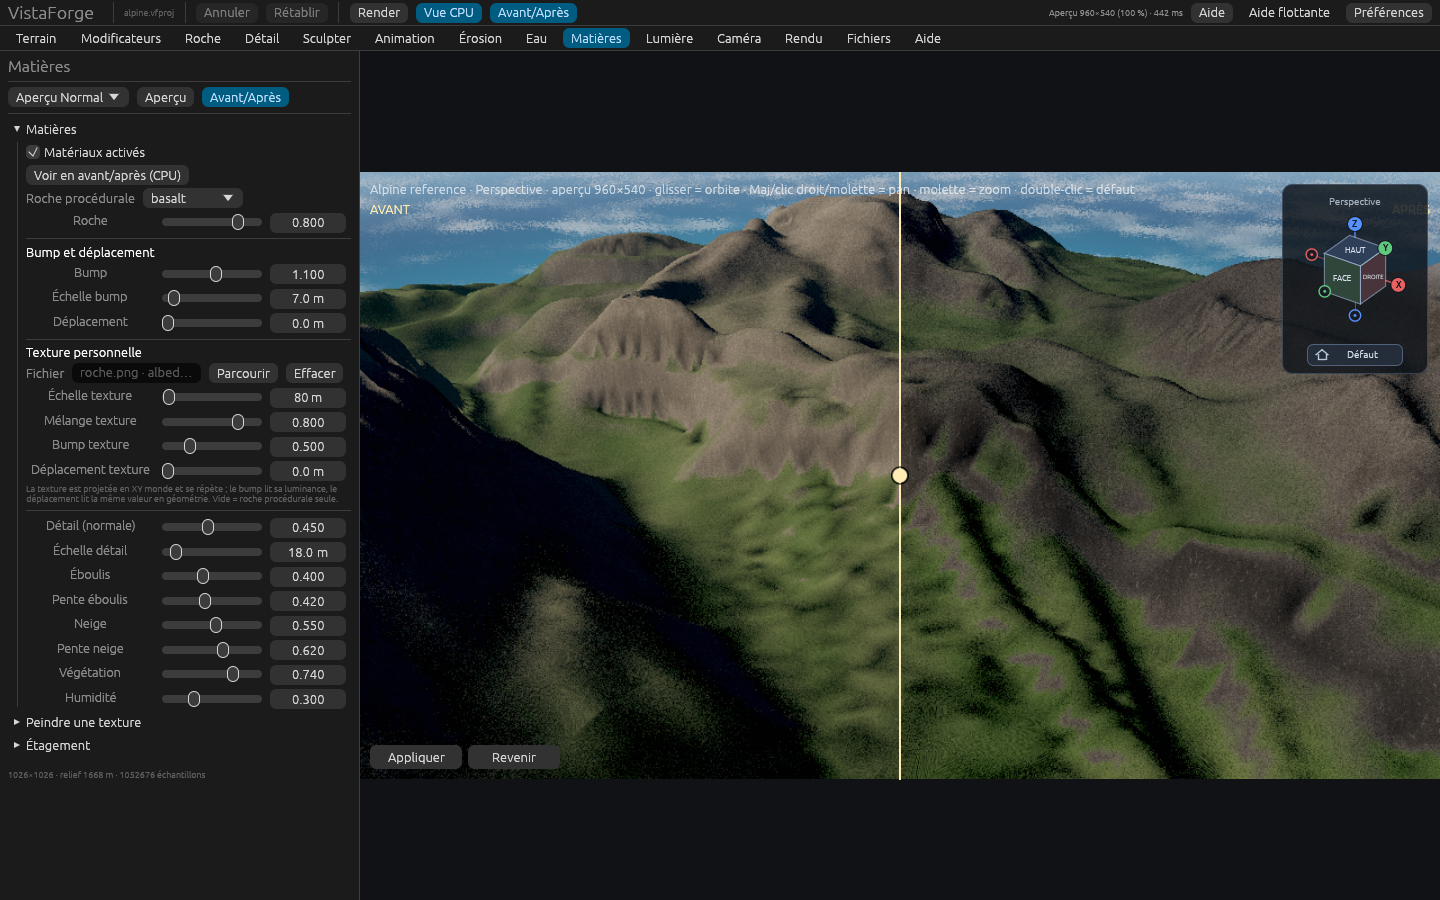 VistaForge alpine.vfproj Annuler Rétablir Render Vue CPU Avant/Après Aperçu 960×540 (100 %) · 442 ms Aide Aide flottante Préférences
Terrain Modificateurs Roche Détail Sculpter Animation Érosion Eau Matières Lumière Caméra Rendu Fichiers Aide
Matières
Aperçu Normal Aperçu Avant/Après
Matières
Matériaux activés
Voir en avant/après (CPU)
Roche procédurale basalt
Roche 0.800
Bump et déplacement
Bump 1.100
Échelle bump 7.0 m
Déplacement 0.0 m
Texture personnelle
Fichier roche.png · albed… Parcourir Effacer
Échelle texture 80 m
Mélange texture 0.800
Bump texture 0.500
Déplacement texture 0.0 m
La texture est projetée en XY monde et se répète ; le bump lit sa luminance, le
déplacement lit la même valeur en géométrie. Vide = roche procédurale seule.
Détail (normale) 0.450
Échelle détail 18.0 m
Éboulis 0.400
Pente éboulis 0.420
Neige 0.550
Pente neige 0.620
Végétation 0.740
Humidité 0.300
Peindre une texture
Étagement
1026×1026 · relief 1668 m · 1052676 échantillons
Alpine reference · Perspective · aperçu 960×540 · glisser = orbite · Maj/clic droit/molette = pan · molette = zoom · double-clic = défaut
AVANT
APRÈS
Perspective
Z
Y
HAUT
FACE
DROITE
X
Défaut
Appliquer Revenir